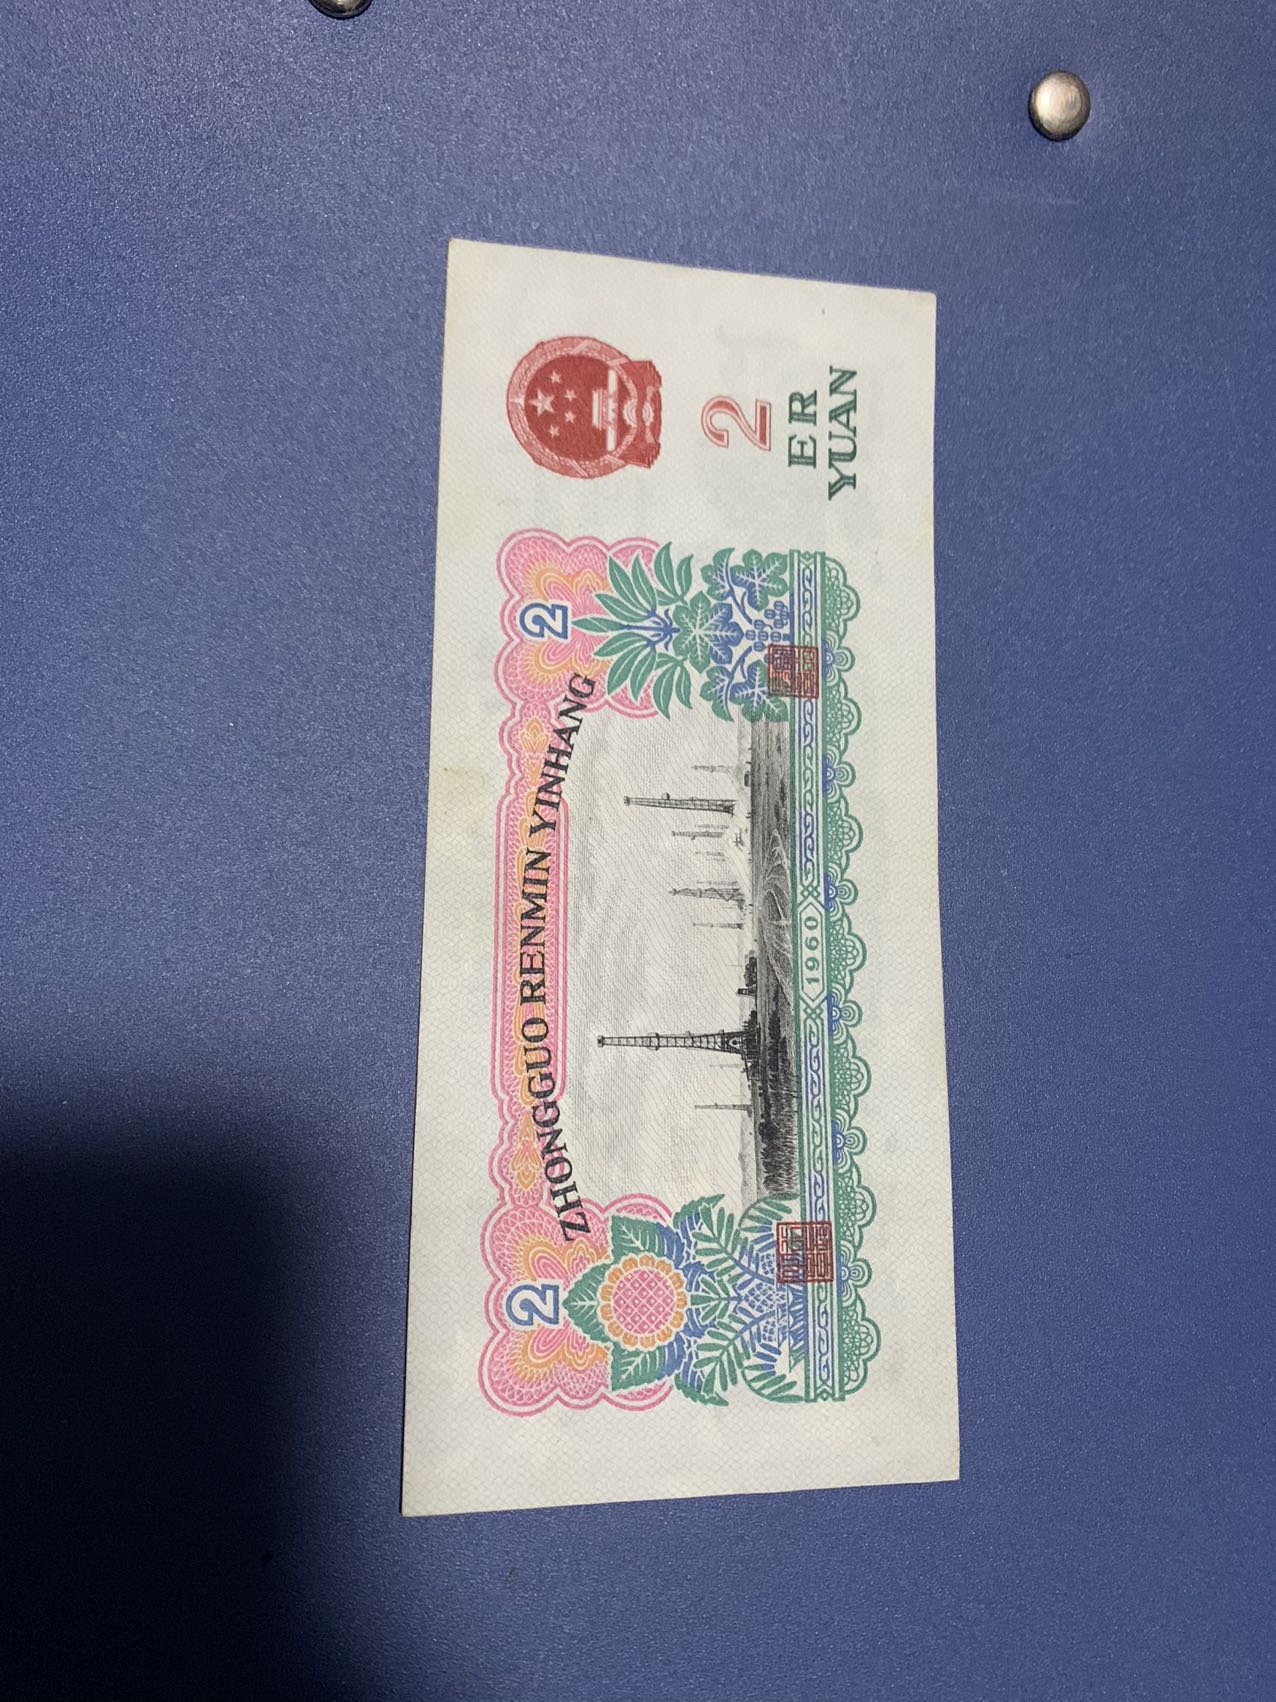 ZHONGGUO RENMIN YINHANG
2
2
2
ER
YUAN
1960